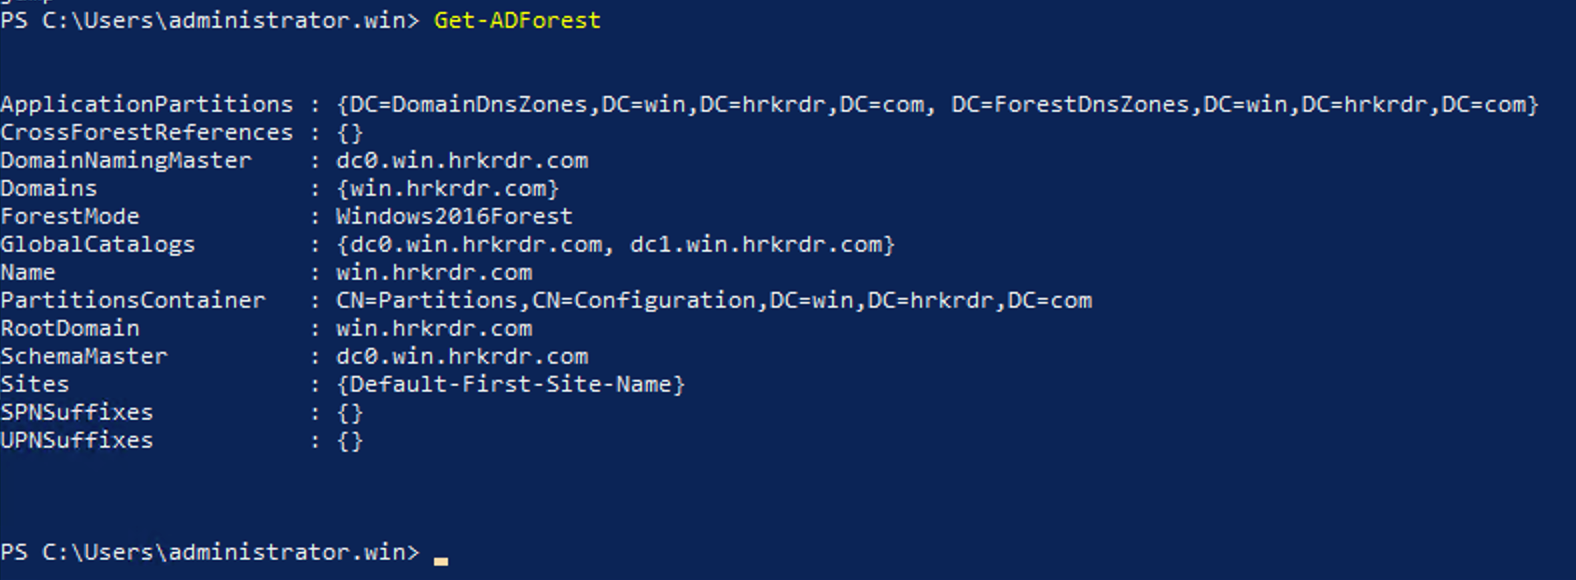 PS C:\Users\administrator.win> Get-ADForest
ApplicationPartitions : {DC=DomainDnsZones,DC=win,DC=hrkrdr,DC=com, DC=ForestDnsZones,DC=win,DC=hrkrdr,DC=com}
CrossForestReferences : {}
DomainNamingMaster    : dc0.win.hrkrdr.com
Domains               : {win.hrkrdr.com}
ForestMode            : Windows2016Forest
GlobalCatalogs        : {dc0.win.hrkrdr.com, dc1.win.hrkrdr.com}
Name                  : win.hrkrdr.com
PartitionsContainer   : CN=Partitions,CN=Configuration,DC=win,DC=hrkrdr,DC=com
RootDomain            : win.hrkrdr.com
SchemaMaster          : dc0.win.hrkrdr.com
Sites                 : {Default-First-Site-Name}
SPNSuffixes           : {}
UPNSuffixes           : {}
PS C:\Users\administrator.win>